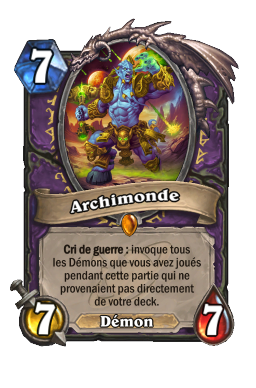 7
Archimonde
Cri de guerre : invoque tous
les Démons que vous avez joués
pendant cette partie qui ne
provenaient pas directement
de votre deck.
7
Démon
7